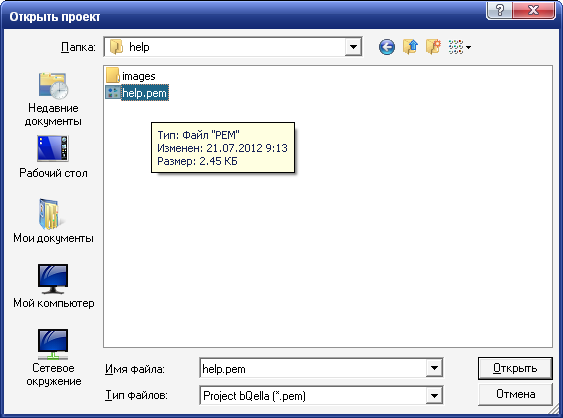 Открыть проект
Папка:
help
Недавние документы
Рабочий стол
Мои документы
Мой компьютер
Сетевое окружение
images
help.pem
Тип: Файл "PEM"
Изменен: 21.07.2012 9:13
Размер: 2.45 КБ
Имя файла:
help.pem
Открыть
Тип файлов:
Project bQella (*.pem)
Отмена